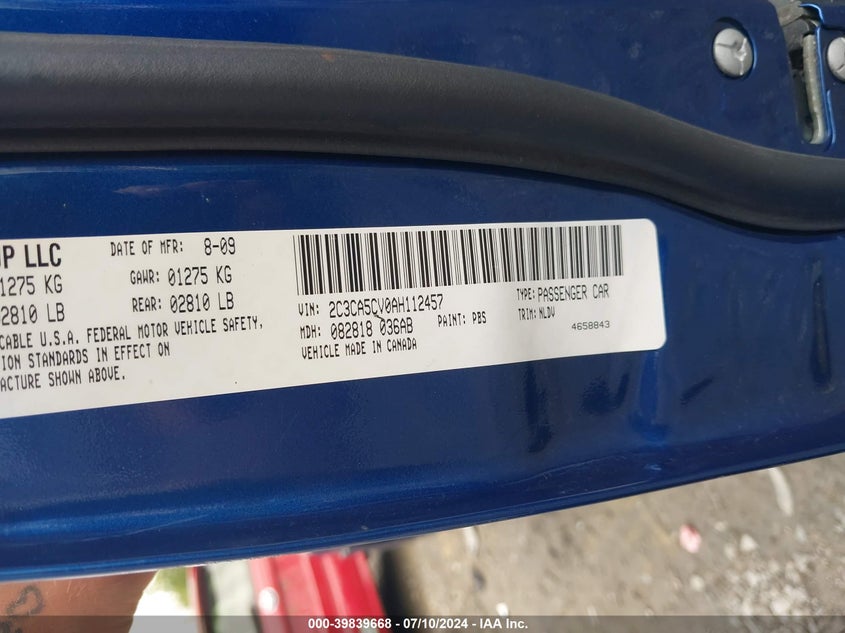 UP LLC DATE OF MFR: 8-09
1275 KG GAWR: 01275 KG
2810 LB REAR: 02810 LB
CABLE U.S.A. FEDERAL MOTOR VEHICLE SAFETY,
ION STANDARDS IN EFFECT ON
ACTURE SHOWN ABOVE.
VIN: 2C3CA5CV0AH112457 TYPE: PASSENGER CAR
MDH: 082818 036AB PAINT: PBS TRIM: NLDV
VEHICLE MADE IN CANADA 4658843
000-39839668 - 07/10/2024 - IAA Inc.